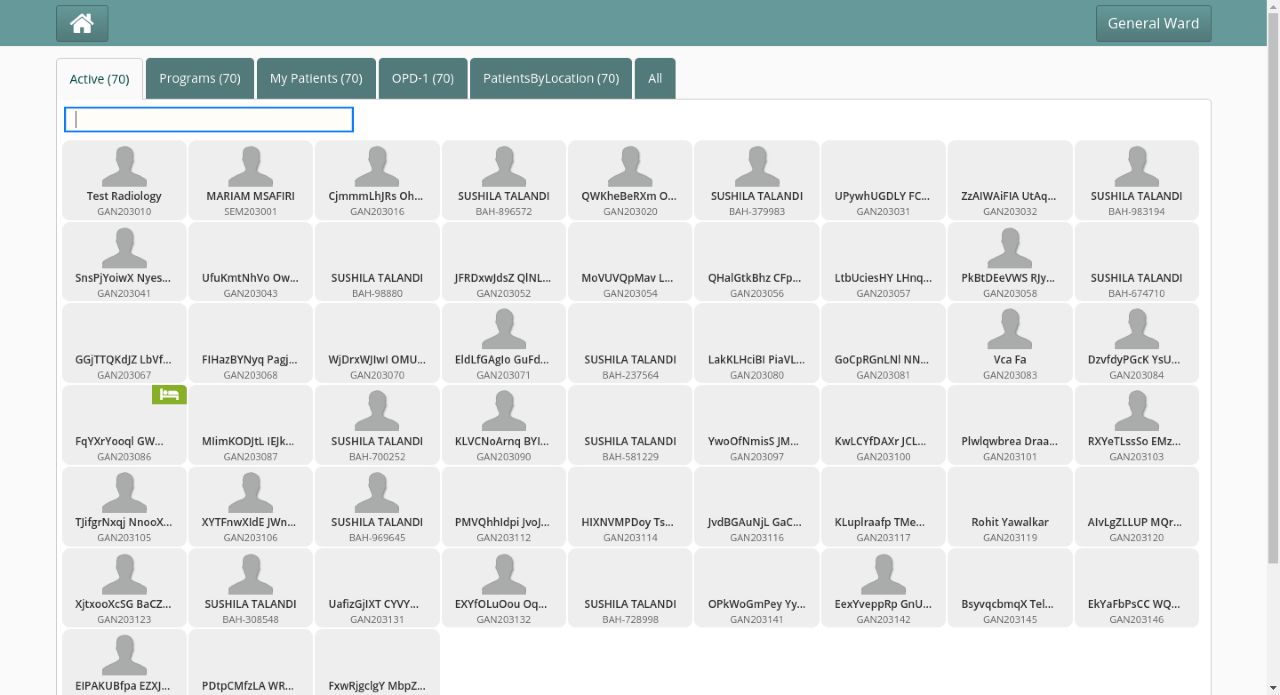 General Ward
Active (70)
Programs (70)
My Patients (70)
OPD-1 (70)
PatientsByLocation (70)
All
Test Radiology
GAN203010
MARIAM MSAFIRI
SEM203001
CjmmmLhJRs Oh...
GAN203016
SUSHILA TALANDI
BAH-896572
QWKheBeRXm O...
GAN203020
SUSHILA TALANDI
BAH-379983
UPywhUGDLY FC...
GAN203031
ZzAIWAiFIA UtAq...
GAN203032
SUSHILA TALANDI
BAH-983194
SnsPjYoiwX Nyes...
GAN203041
UfuKmtNhVo Ow...
GAN203043
SUSHILA TALANDI
BAH-98880
JFRDxwJdsZ QlNL...
GAN203052
MoVUVQpMav L...
GAN203054
QHalGtkBhz CFp...
GAN203056
LtbUciesHY LHnq...
GAN203057
PkBtDEeVWS RJy...
GAN203058
SUSHILA TALANDI
BAH-674710
GGjTTQKdJZ LbVf...
GAN203067
FIHazBYNyq Pagj...
GAN203068
WjDrxWJIwI OMU...
GAN203070
EldLfGAgIo GuFd...
GAN203071
SUSHILA TALANDI
BAH-237564
LakKLHciBI PiaVL...
GAN203080
GoCpRGnLNl NN...
GAN203081
Vca Fa
GAN203083
DzvfdyPGcK YsU...
GAN203084
FqYXrYooql GW...
GAN203086
MIimKODJtL IEJk...
GAN203087
SUSHILA TALANDI
BAH-700252
KLVCNoArnq BYI...
GAN203090
SUSHILA TALANDI
BAH-581229
YwoOfNmisS JM...
GAN203097
KwLCYfDAXr JCL...
GAN203100
Plwlqwbrea Draa...
GAN203101
RXYeTLssSo EMz...
GAN203103
TJifgrNxqj NnooX...
GAN203105
XYTFnwXIdE JWn...
GAN203106
SUSHILA TALANDI
BAH-969645
PMVQhhIdpi JvoJ...
GAN203112
HIXNVMPDoy Ts...
GAN203114
JvdBGAuNjL GaC...
GAN203116
KLuplraafp TMe...
GAN203117
Rohit Yawalkar
GAN203119
AIvLgZLLUP MQr...
GAN203120
XjtxooXcSG BaCZ...
GAN203123
SUSHILA TALANDI
BAH-308548
UafizGjIXT CYVY...
GAN203131
EXYfOLuOou Oq...
GAN203132
SUSHILA TALANDI
BAH-728998
OPkWoGmPey Yy...
GAN203141
EexYveppRp GnU...
GAN203142
BsyvqcbmqX Tel...
GAN203145
EkYaFbPsCC WQ...
GAN203146
EIPAKUBfpa EZXJ...
PDtpCMfzLA WR...
FxwRjgclgY MbpZ...